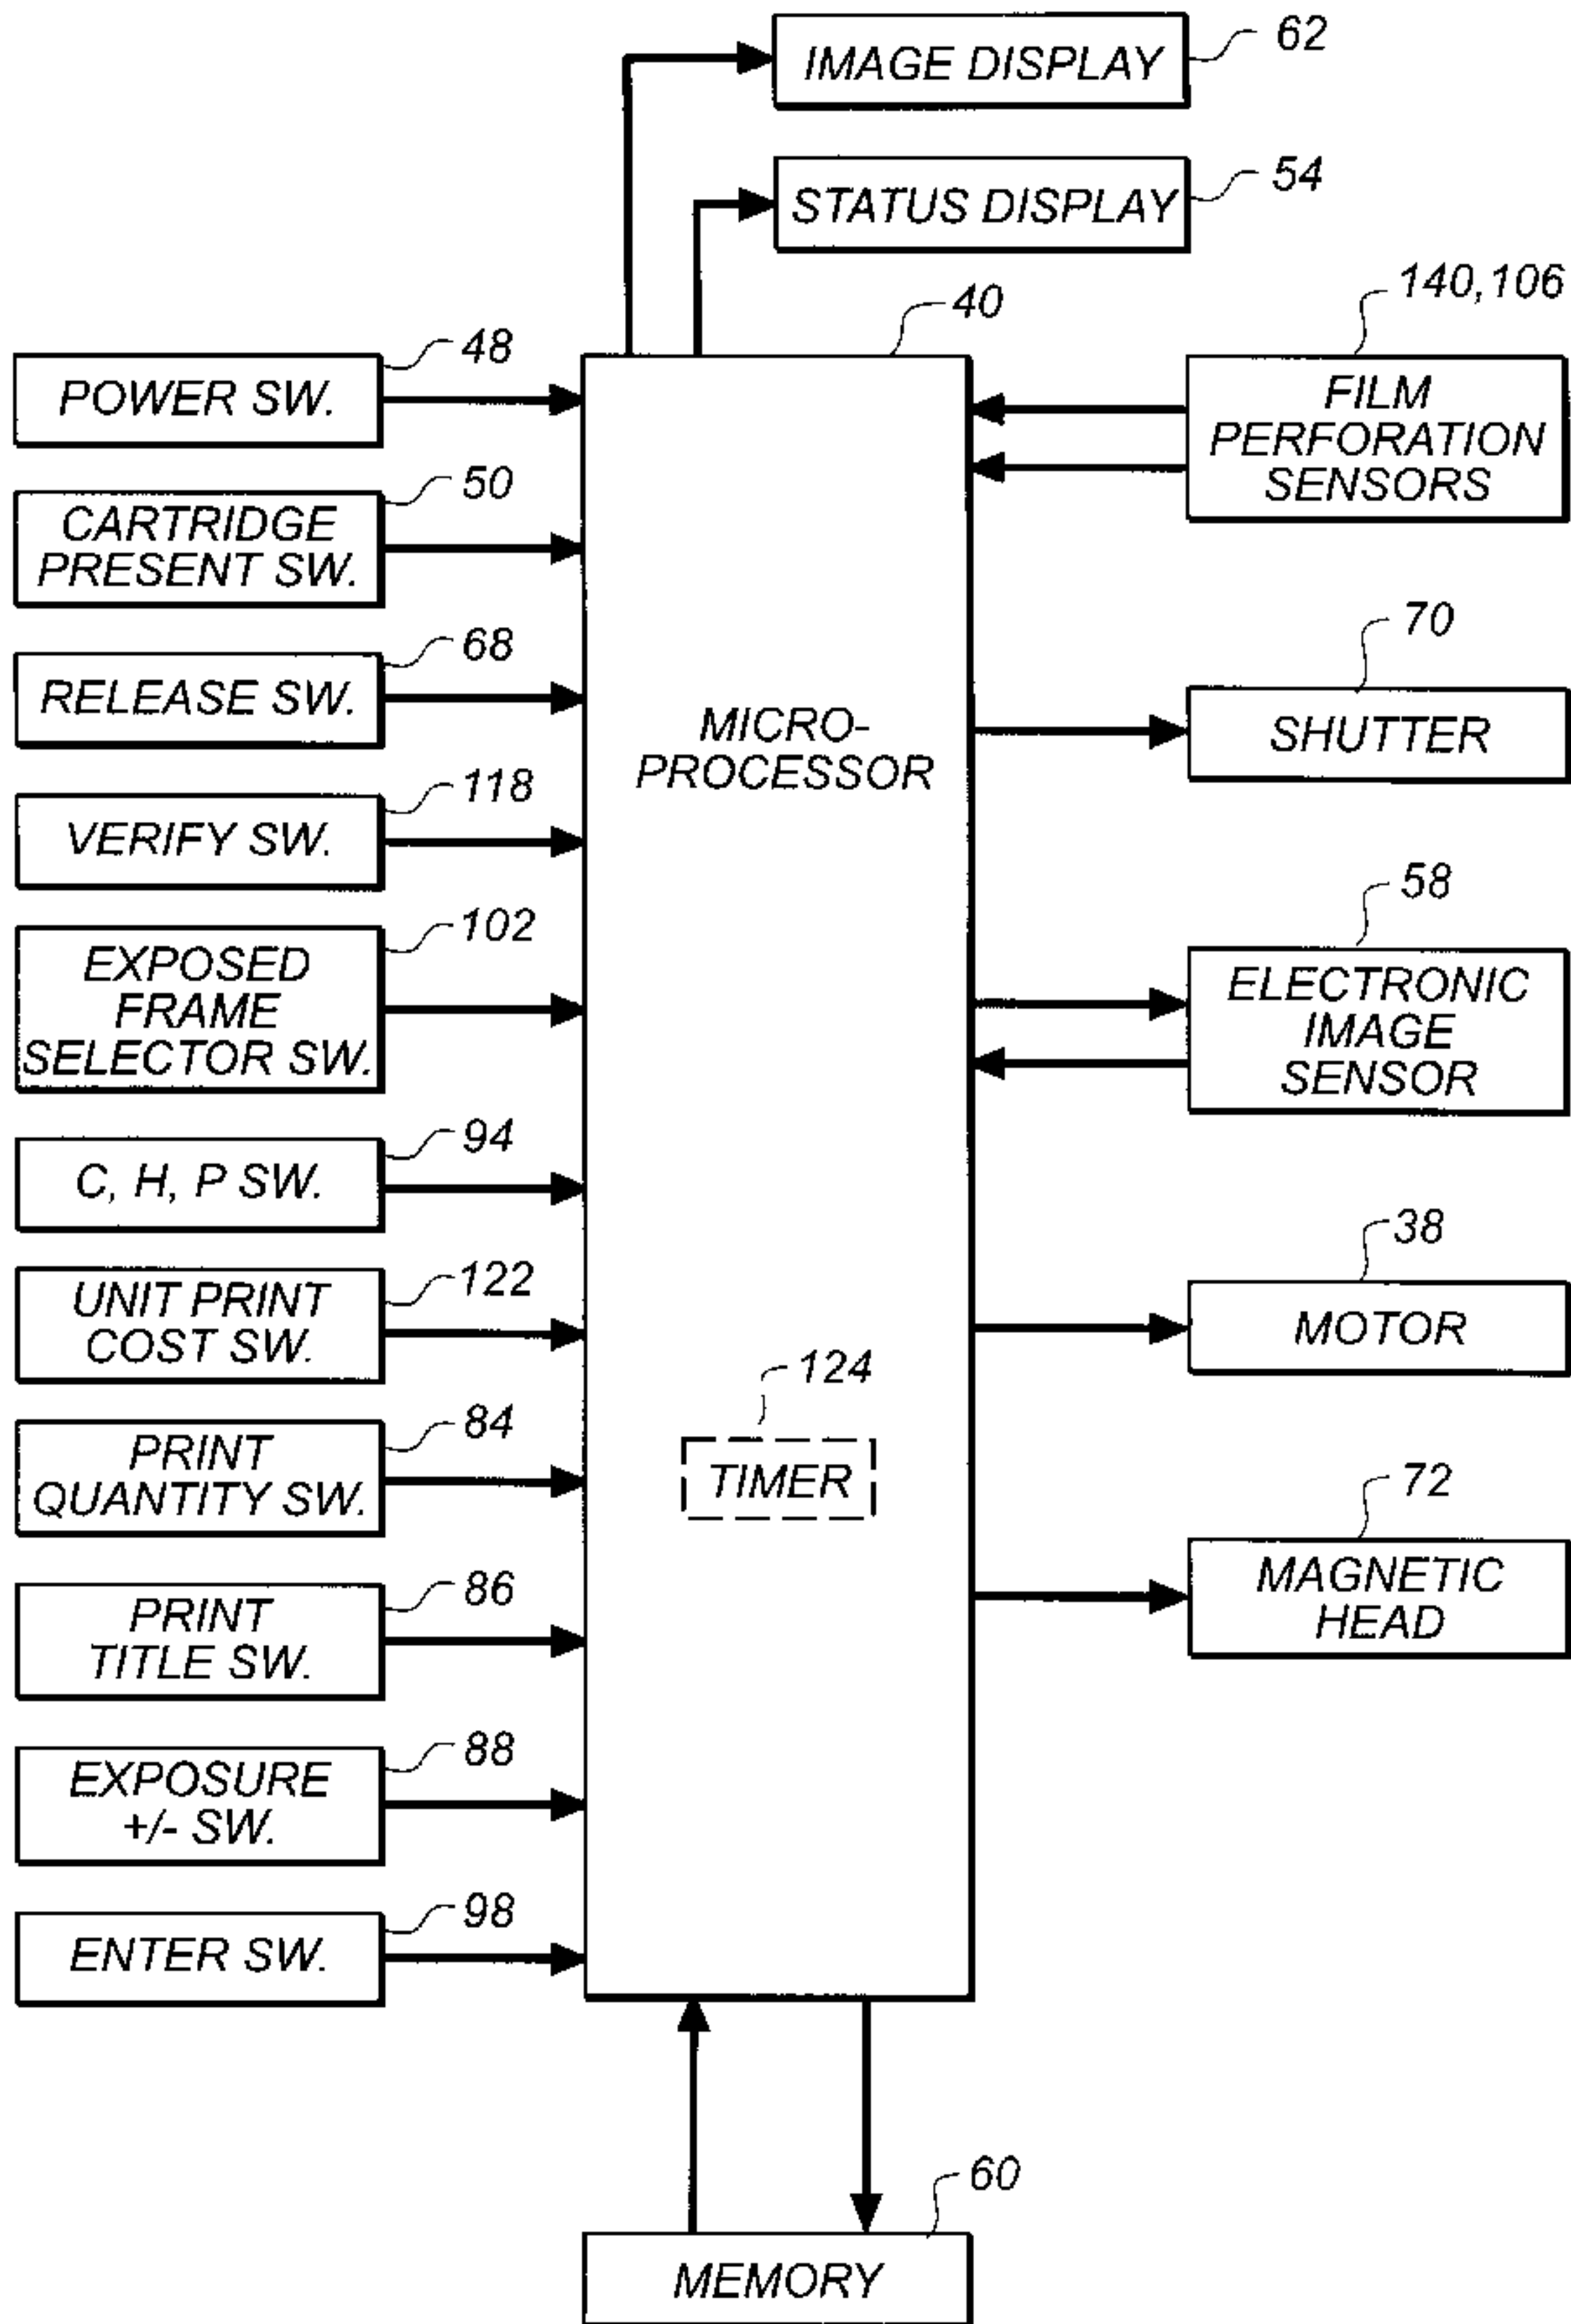 IMAGE DISPLAY
62
STATUS DISPLAY
54
40
140,106
POWER SW.
48
CARTRIDGE
PRESENT SW.
50
RELEASE SW.
68
VERIFY SW.
118
EXPOSED
FRAME
SELECTOR SW.
102
C, H, P SW.
94
UNIT PRINT
COST SW.
122
PRINT
QUANTITY SW.
84
PRINT
TITLE SW.
86
EXPOSURE
+/- SW.
88
ENTER SW.
98
MICRO-
PROCESSOR
124
TIMER
FILM
PERFORATION
SENSORS
70
SHUTTER
58
ELECTRONIC
IMAGE
SENSOR
38
MOTOR
72
MAGNETIC
HEAD
60
MEMORY